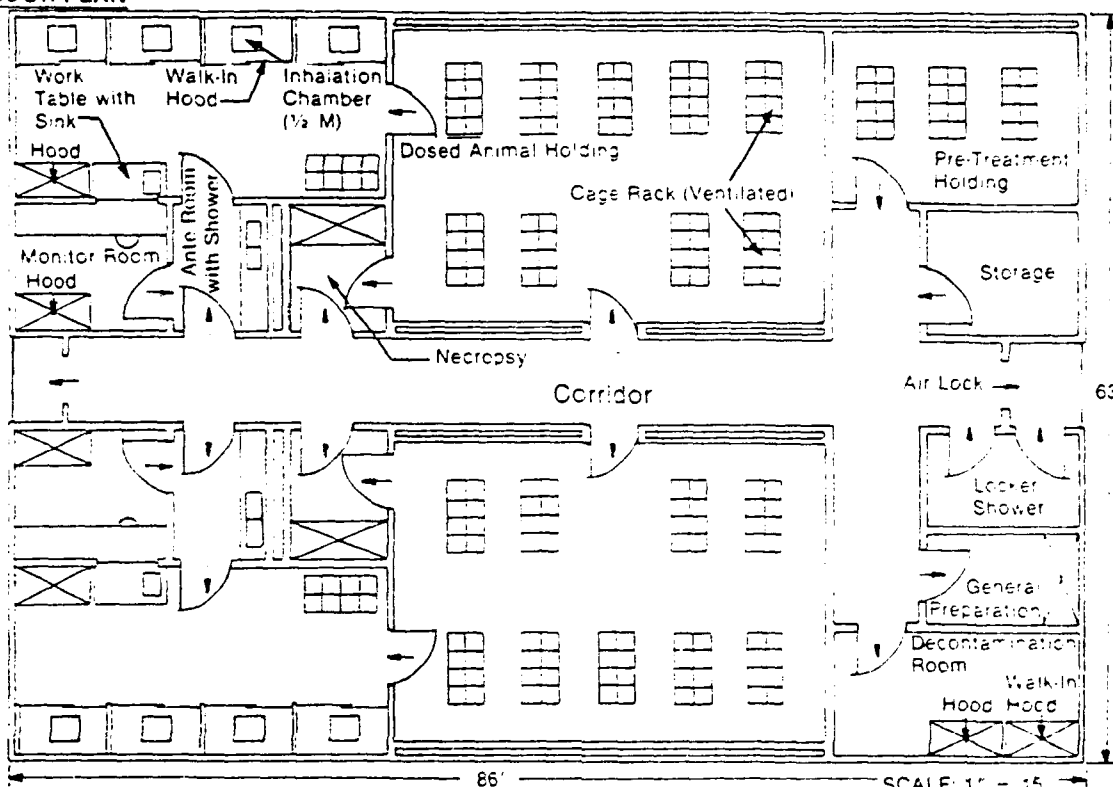 Work
Table with
Sink
Walk-In
Hood
Inhalation
Chamber
(½ M)
Hood
Dosed Animal Holding
Pre-Treatment
Holding
Cage Rack (Ventilated)
Ante Room
with Shower
Monitor Room
Hood
Storage
Necropsy
Corridor
Air Lock
63
Locker
Shower
General
Preparation
Decontamination
Room
Walk-In
Hood
Hood
86'
SCALE: 1" = 15